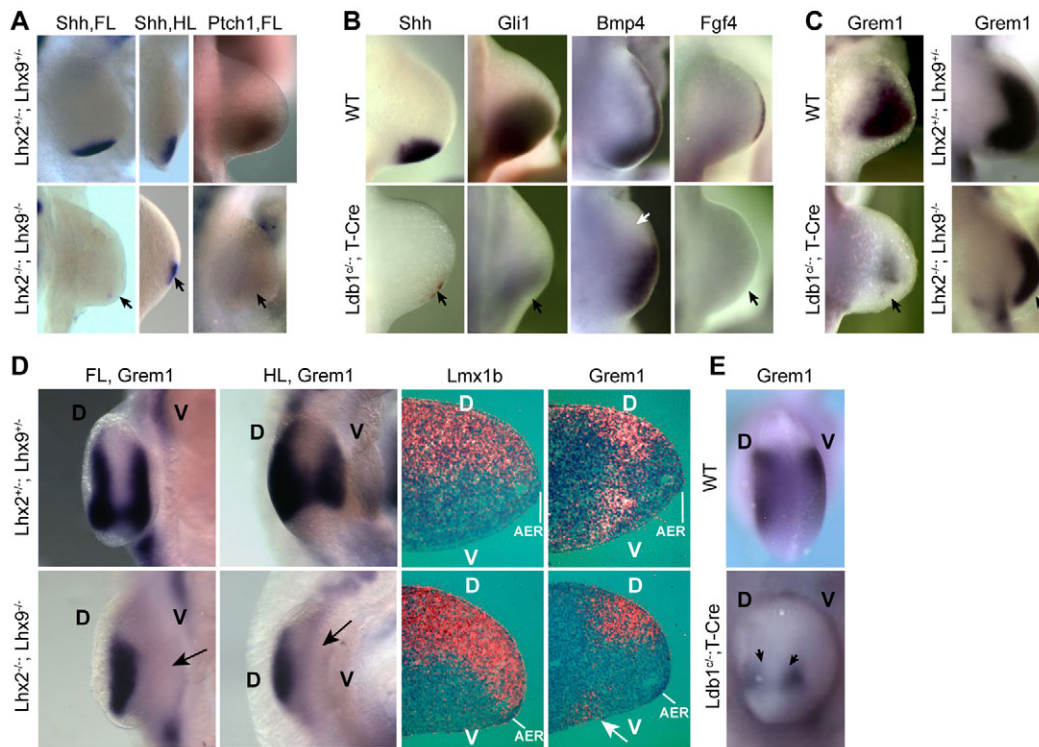 A
Shh,FL Shh,HL Ptch1,FL
Lhx2+/-; Lhx9+/-
Lhx2-/-; Lhx9-/-
B
Shh Gli1 Bmp4 Fgf4
WT
Ldb1c/-; T-Cre
C
Grem1 Grem1
WT
Lhx2+/-; Lhx9+/-
Ldb1c/-; T-Cre
Lhx2-/-; Lhx9-/-
D
FL, Grem1 HL, Grem1 Lmx1b Grem1
Lhx2+/-; Lhx9+/-
D V D V D D
AER AER
V V
Lhx2-/-; Lhx9-/-
D V D V D D
AER AER
V V
E
Grem1
WT
D V
Ldb1c/-;T-Cre
D V